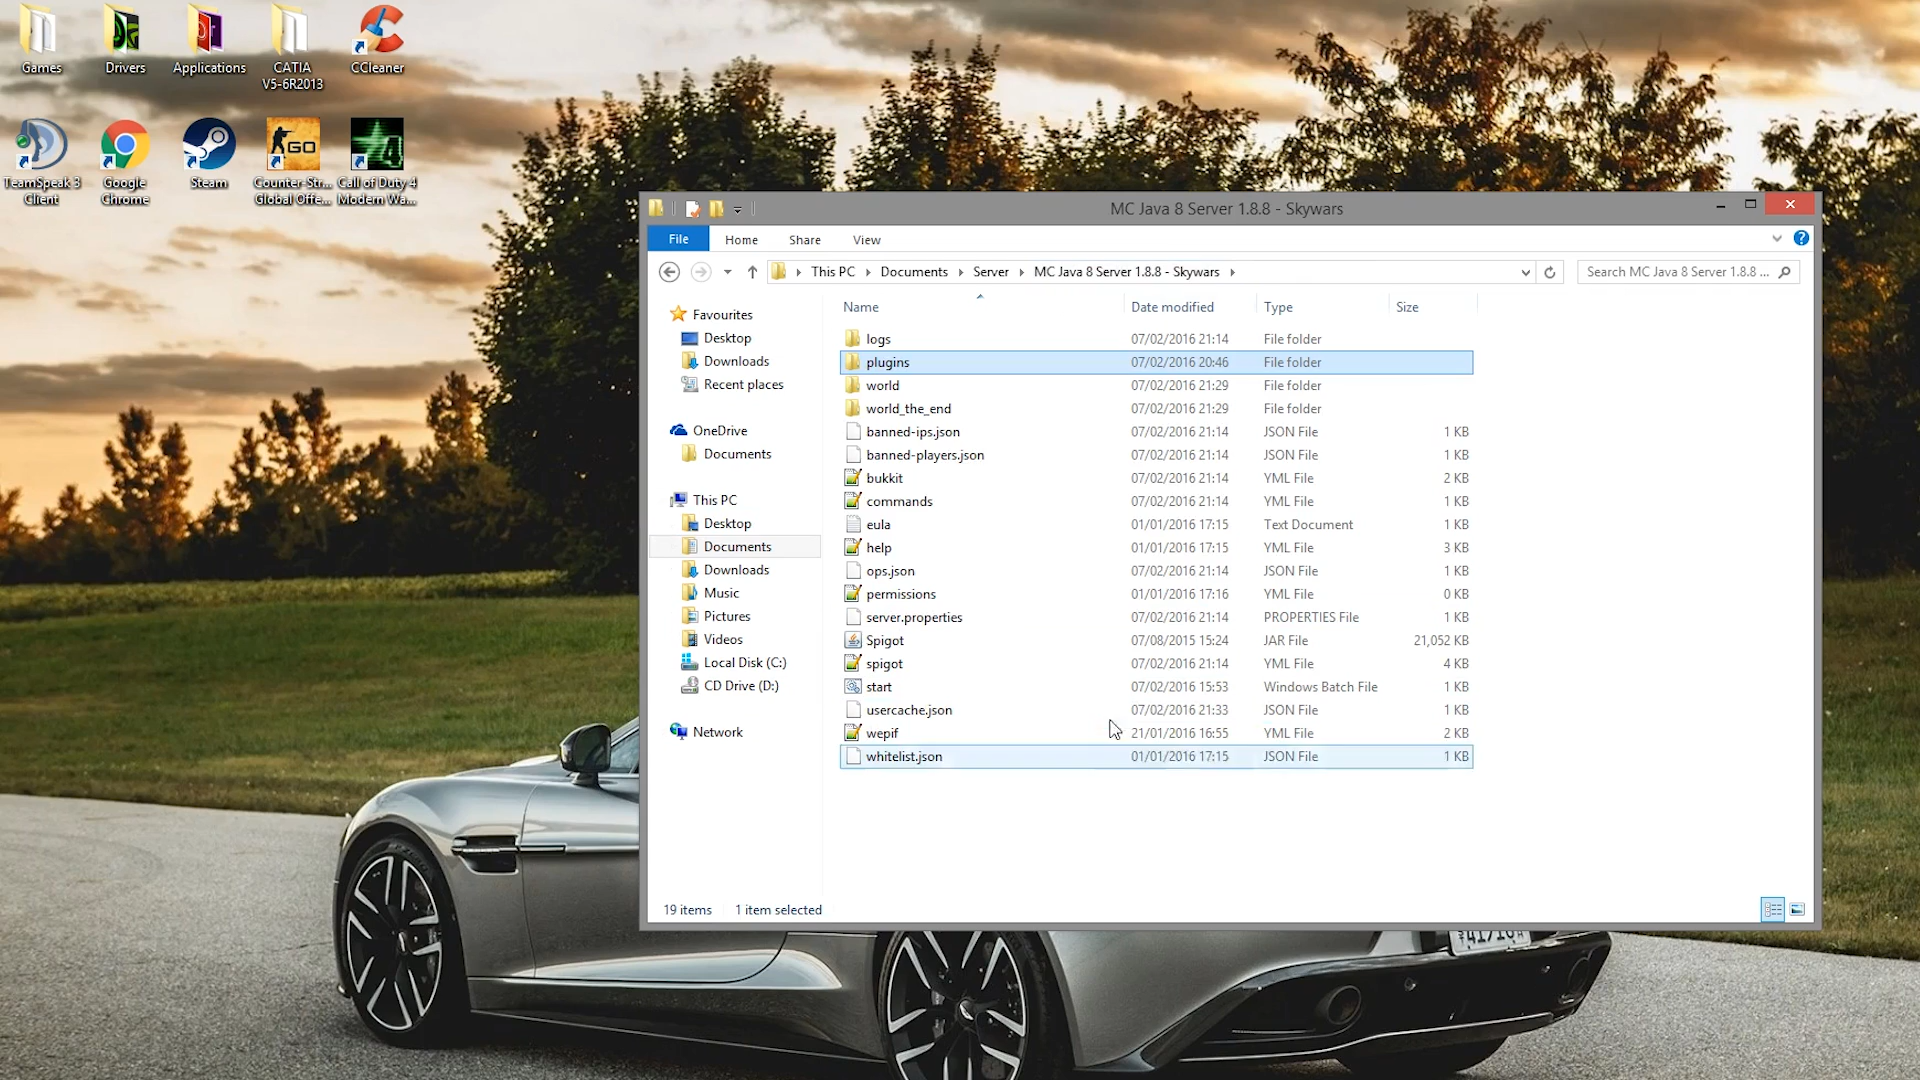 Games
Drivers
Applications
CATIA
V5-6R2013
CCleaner
TeamSpeak 3
Client
Google
Chrome
Steam
GO
Counter-Str...
Global Offe...
4
Call of Duty 4
Modern Wa...
MC Java 8 Server 1.8.8 - Skywars
File Home Share View
This PC Documents Server MC Java 8 Server 1.8.8 - Skywars
Search MC Java 8 Server 1.8.8 ...
Favourites
Desktop
Downloads
Recent places
OneDrive
Documents
This PC
Desktop
Documents
Downloads
Music
Pictures
Videos
Local Disk (C:)
CD Drive (D:)
Network
Name Date modified Type Size
logs 07/02/2016 21:14 File folder
plugins 07/02/2016 20:46 File folder
world 07/02/2016 21:29 File folder
world_the_end 07/02/2016 21:29 File folder
banned-ips.json 07/02/2016 21:14 JSON File 1 KB
banned-players.json 07/02/2016 21:14 JSON File 1 KB
bukkit 07/02/2016 21:14 YML File 2 KB
commands 07/02/2016 21:14 YML File 1 KB
eula 01/01/2016 17:15 Text Document 1 KB
help 01/01/2016 17:15 YML File 3 KB
ops.json 07/02/2016 21:14 JSON File 1 KB
permissions 01/01/2016 17:16 YML File 0 KB
server.properties 07/02/2016 21:14 PROPERTIES File 1 KB
Spigot 07/08/2015 15:24 JAR File 21,052 KB
spigot 07/02/2016 21:14 YML File 4 KB
start 07/02/2016 15:53 Windows Batch File 1 KB
usercache.json 07/02/2016 21:33 JSON File 1 KB
wepif 21/01/2016 16:55 YML File 2 KB
whitelist.json 01/01/2016 17:15 JSON File 1 KB
19 items 1 item selected